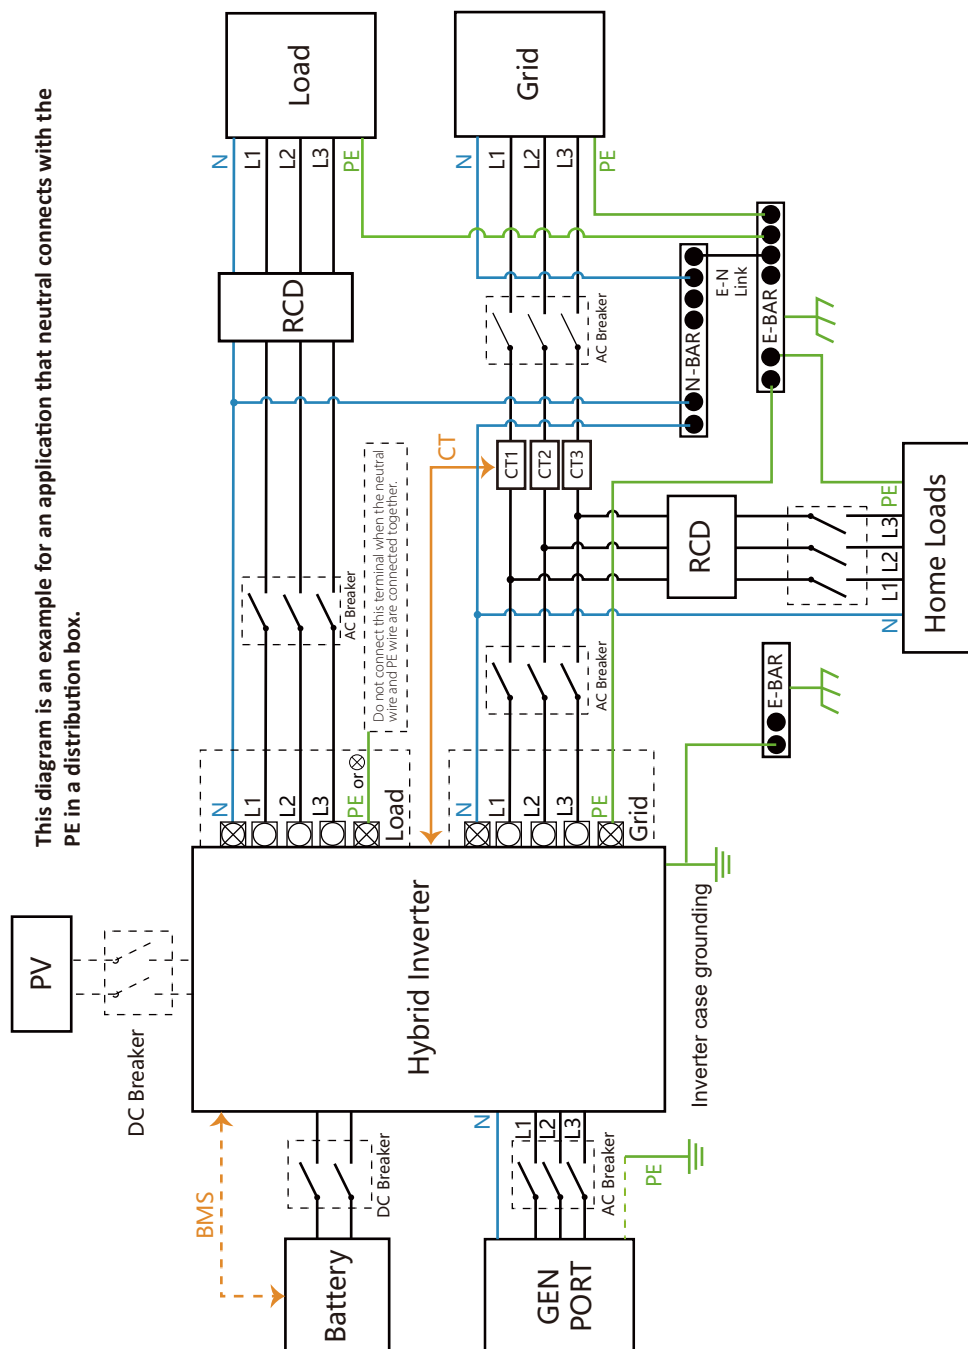 This diagram is an example for an application that neutral connects with the
PE in a distribution box.
Load
Grid
N
L1
L2
L3
PE
N
L1
L2
L3
PE
RCD
AC Breaker
E-N
Link
N-BAR
E-BAR
CT
CT1
CT2
CT3
Do not connect this terminal when the neutral
wire and PE wire are connected together.
AC Breaker
AC Breaker
RCD
PE
L3
L2
L1
N
Home Loads
E-BAR
N
L1
L2
L3
PE or
Load
N
L1
L2
L3
PE
Grid
PV
DC Breaker
Hybrid Inverter
Inverter case grounding
BMS
DC Breaker
Battery
N
L1
L2
L3
AC Breaker
PE
GEN
PORT